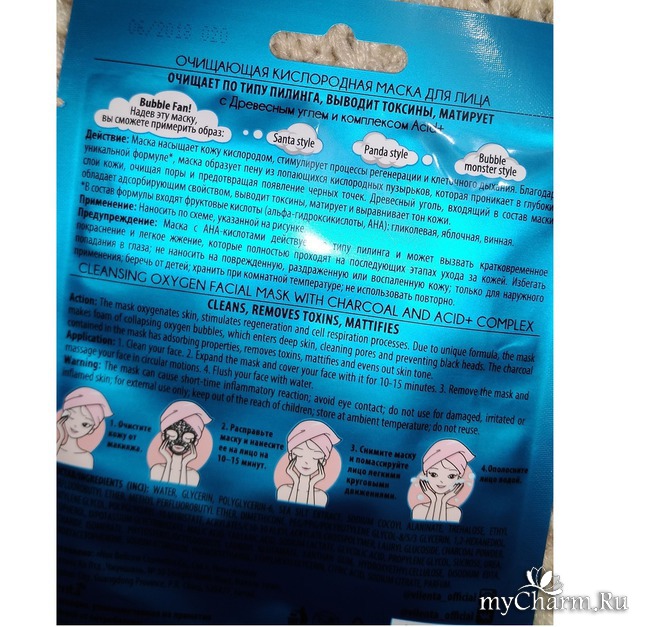 06/2018 020
ОЧИЩАЮЩАЯ КИСЛОРОДНАЯ МАСКА ДЛЯ ЛИЦА
ОЧИЩАЕТ ПО ТИПУ ПИЛИНГА, ВЫВОДИТ ТОКСИНЫ, МАТИРУЕТ
с Древесным углем и комплексом Acid+
Bubble Fan!
Надев эту маску,
вы сможете примерить образ:
Santa style
Panda style
Bubble
monster style
Действие: Маска насыщает кожу кислородом, стимулирует процессы регенерации и клеточного дыхания. Благодаря
уникальной формуле*, маска образует пену из лопающихся кислородных пузырьков, которая проникает в глубокие
слои кожи, очищая поры и предотвращая появление черных точек. Древесный уголь, входящий в состав маски
обладает адсорбирующим свойством, выводит токсины, матирует и выравнивает тон кожи.
*В состав формулы входят фруктовые кислоты (альфа-гидроксикислоты, AHA): гликолевая, яблочная, винная.
Применение: Наносить по схеме, указанной на рисунке.
Предупреждение: Маска с АНА-кислотами действует по типу пилинга и может вызвать кратковременное
покраснение и легкое жжение, которые полностью проходят на последующих этапах ухода за кожей. Избегать
попадания в глаза; не наносить на поврежденную, раздраженную или воспаленную кожу; только для наружного
применения; беречь от детей; хранить при комнатной температуре; не использовать повторно.
CLEANSING OXYGEN FACIAL MASK WITH CHARCOAL AND ACID+ COMPLEX
CLEANS, REMOVES TOXINS, MATTIFIES
Action: The mask oxygenates skin, stimulates regeneration and cell respiration processes. Due to unique formula, the mask
makes foam of collapsing oxygen bubbles, which enters deep skin, cleaning pores and preventing black heads. The charcoal
contained in the mask has adsorbing properties, removes toxins, mattifies and evens out skin tone.
Application: 1. Clean your face. 2. Expand the mask and cover your face with it for 10-15 minutes. 3. Remove the mask and
massage your face in circular motions. 4. Flush your face with water.
Warning: The mask can cause short-time inflammatory reaction; avoid eye contact; do not use for damaged, irritated or
inflamed skin; for external use only; keep out of the reach of children; store at ambient temperature; do not reuse.
1. Очистите
кожу от
макияжа.
2. Расправьте
маску и нанесите
ее на лицо на
10–15 минут.
3. Снимите маску
и помассируйте
лицо легкими
круговыми
движениями.
4. Ополосните
лицо водой.
(INCI): WATER, GLYCERIN, POLYGLYCERIN-6, SEA SILT EXTRACT,
@vilenta_official
@vilenta_official
myCharm.Ru